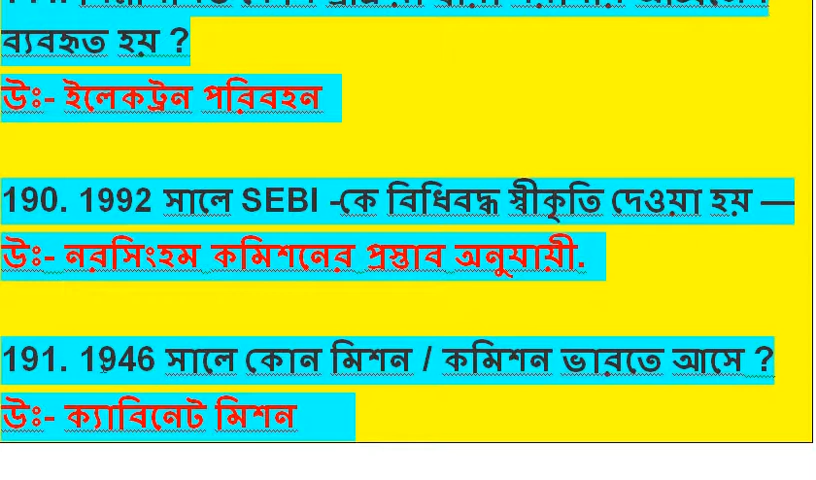 ব্যবহৃত হয় ?
উঃ- ইলেকট্রন পরিবহন
190. 1992 সালে SEBI -কে বিধিবদ্ধ স্বীকৃতি দেওয়া হয় —
উঃ- নরসিংহম কমিশনের প্রস্তাব অনুযায়ী.
191. 1946 সালে কোন মিশন / কমিশন ভারতে আসে ?
উঃ- ক্যাবিনেট মিশন